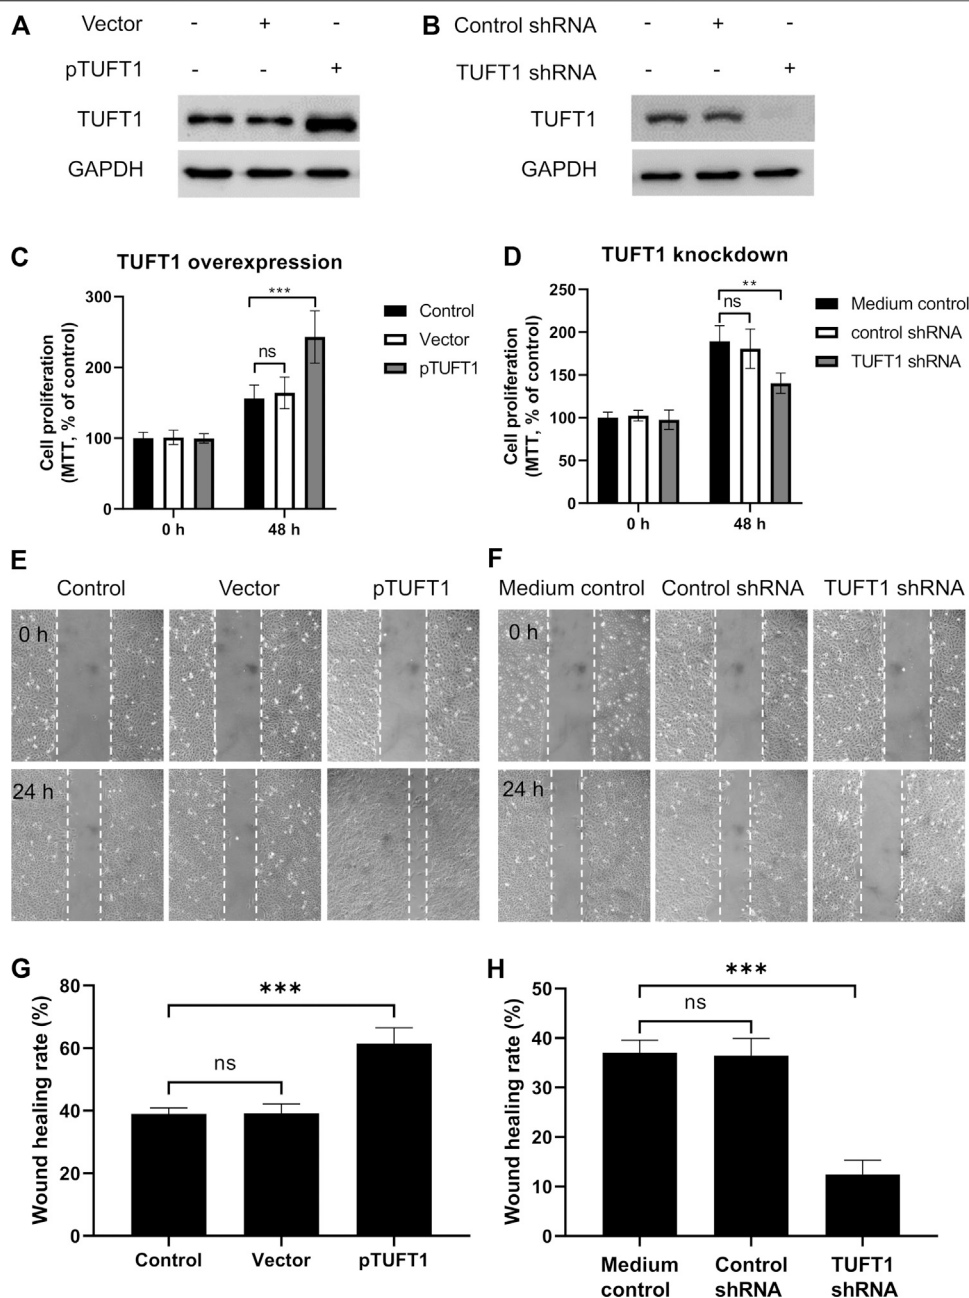 A
Vector - + -
pTUFT1 - - +
TUFT1
GAPDH
B
Control shRNA - +
TUFT1 shRNA - - +
TUFT1
GAPDH
C
TUFT1 overexpression
Cell proliferation
(MTT, % of control)
300
200
100
0
***
ns
0 h
48 h
Control
Vector
pTUFT1
D
TUFT1 knockdown
Cell proliferation
(MTT, % of control)
250
200
150
100
50
0
**
ns
0 h
48 h
Medium control
control shRNA
TUFT1 shRNA
E
Control Vector pTUFT1
0 h
24 h
F
Medium control Control shRNA TUFT1 shRNA
0 h
24 h
G
Wound healing rate (%)
80
60
40
20
0
***
ns
Control
Vector
pTUFT1
H
Wound healing rate (%)
50
40
30
20
10
0
***
ns
Medium
control
Control
shRNA
TUFT1
shRNA